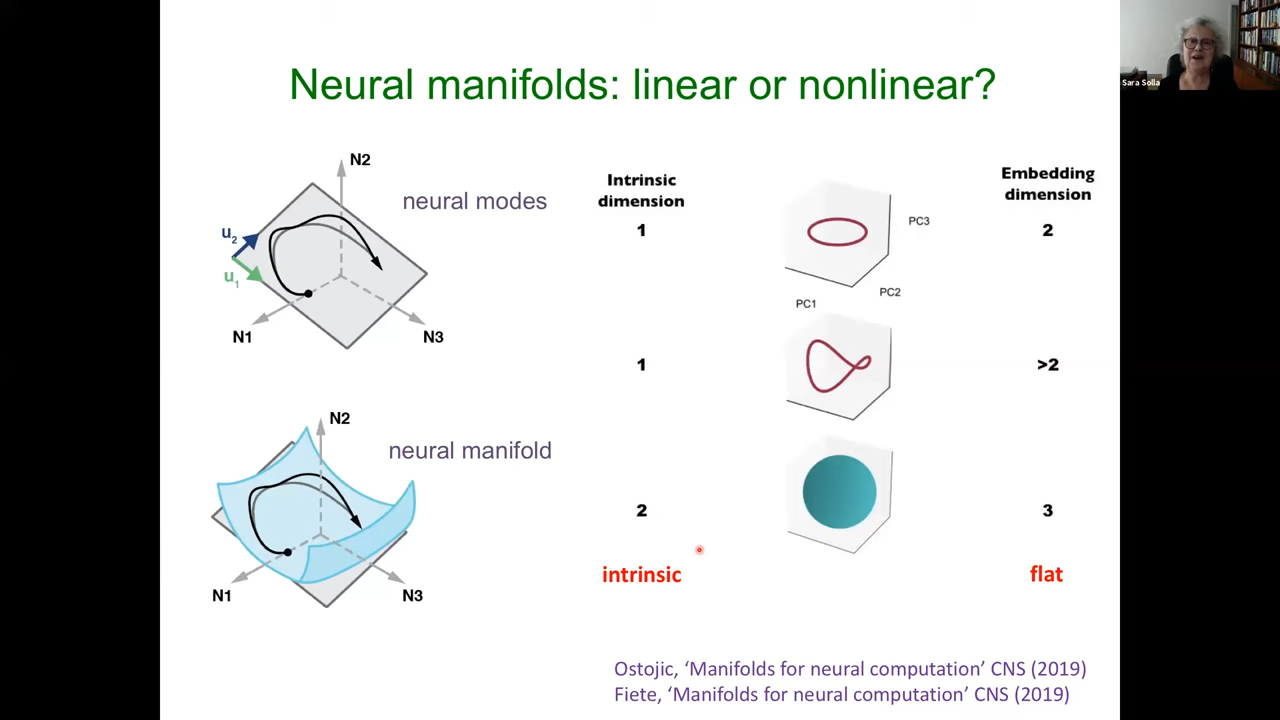 Sara Solla
Neural manifolds: linear or nonlinear?
N2
neural modes
u2
u1
N1
N3
N2
neural manifold
N1
N3
Intrinsic
dimension
Embedding
dimension
1
PC3
2
PC1
PC2
1
>2
2
3
intrinsic
flat
Ostojic, ‘Manifolds for neural computation’ CNS (2019)
Fiete, ‘Manifolds for neural computation’ CNS (2019)